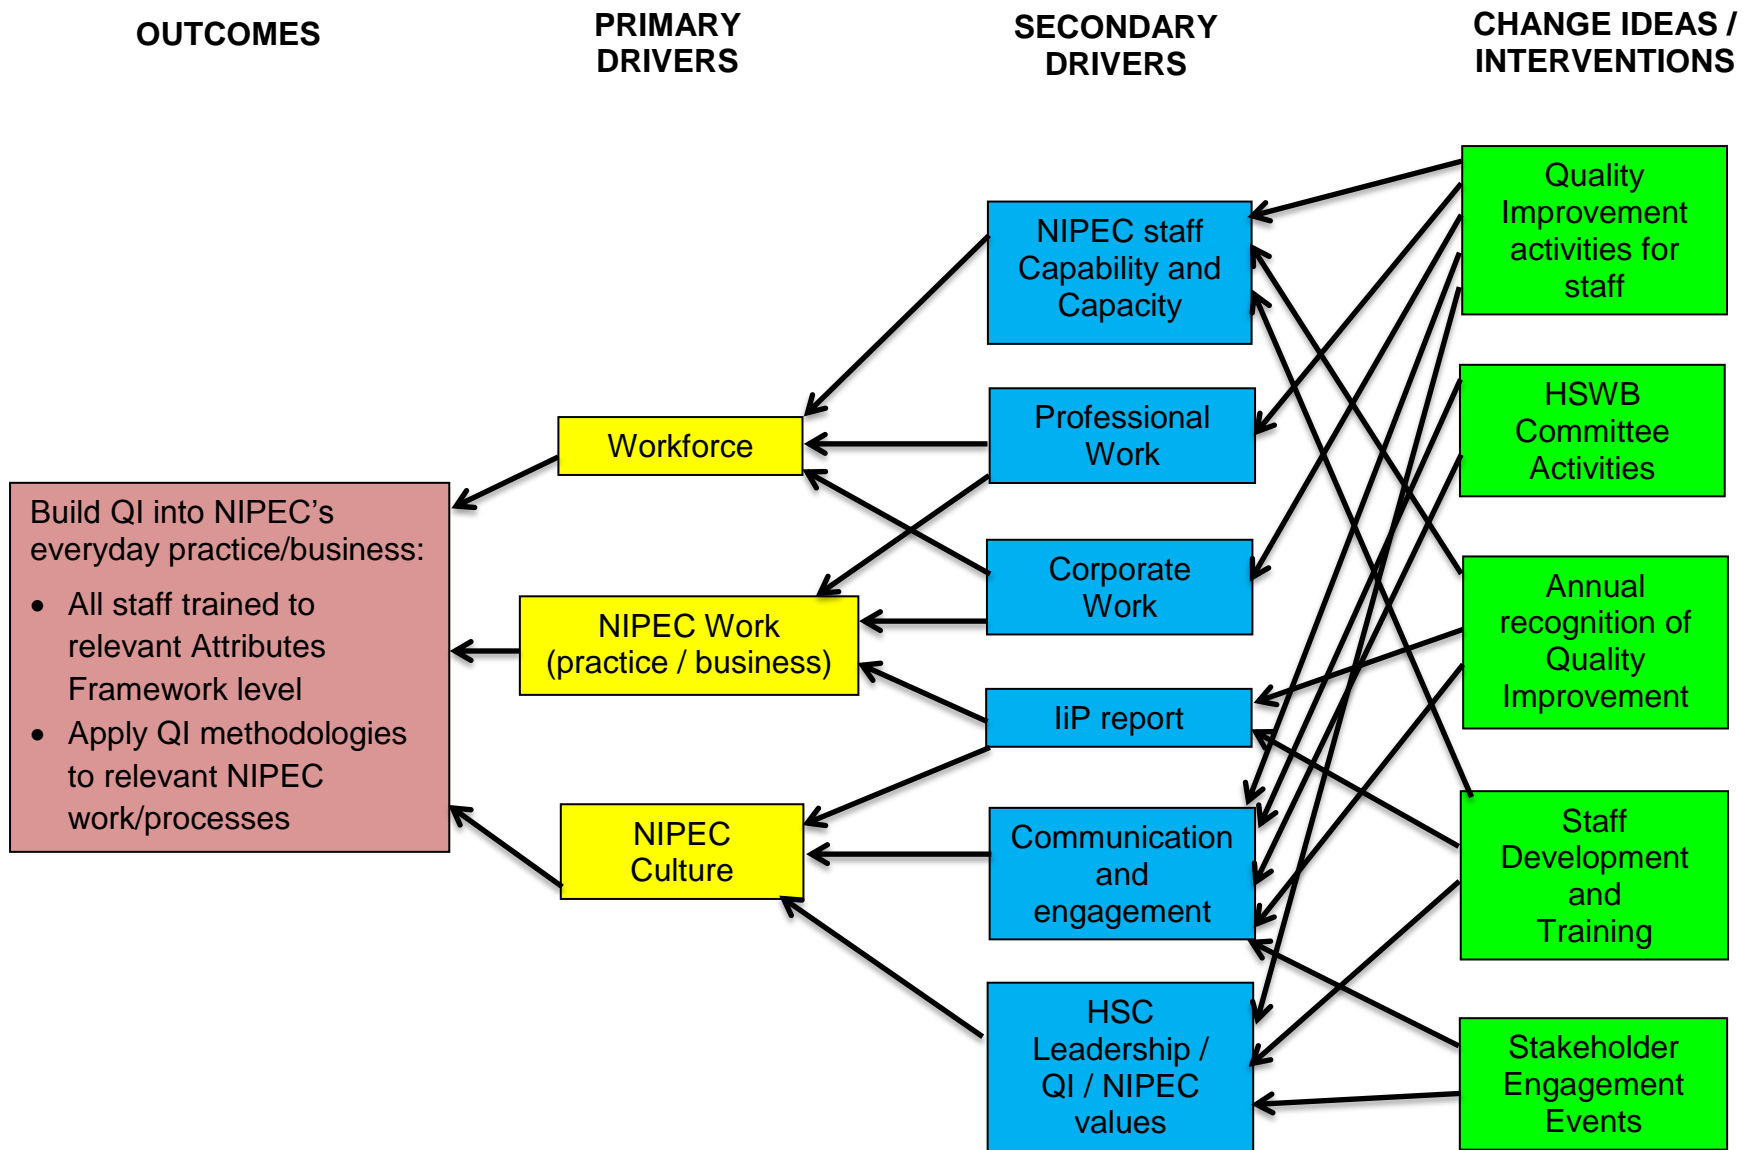 OUTCOMES
PRIMARY
DRIVERS
SECONDARY
DRIVERS
CHANGE IDEAS /
INTERVENTIONS
Build QI into NIPEC’s
everyday practice/business:
• All staff trained to
relevant Attributes
Framework level
• Apply QI methodologies
to relevant NIPEC
work/processes
Workforce
NIPEC Work
(practice / business)
NIPEC
Culture
NIPEC staff
Capability and
Capacity
Professional
Work
Corporate
Work
IiP report
Communication
and
engagement
HSC
Leadership /
QI / NIPEC
values
Quality
Improvement
activities for
staff
HSWB
Committee
Activities
Annual
recognition of
Quality
Improvement
Staff
Development
and
Training
Stakeholder
Engagement
Events